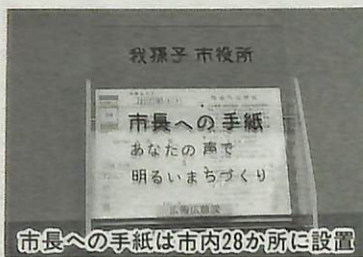 我孫子市役所
市長への手紙
あなたの声で
明るいまちづくり
広報広聴課
市長への手紙は市内28か所に設置